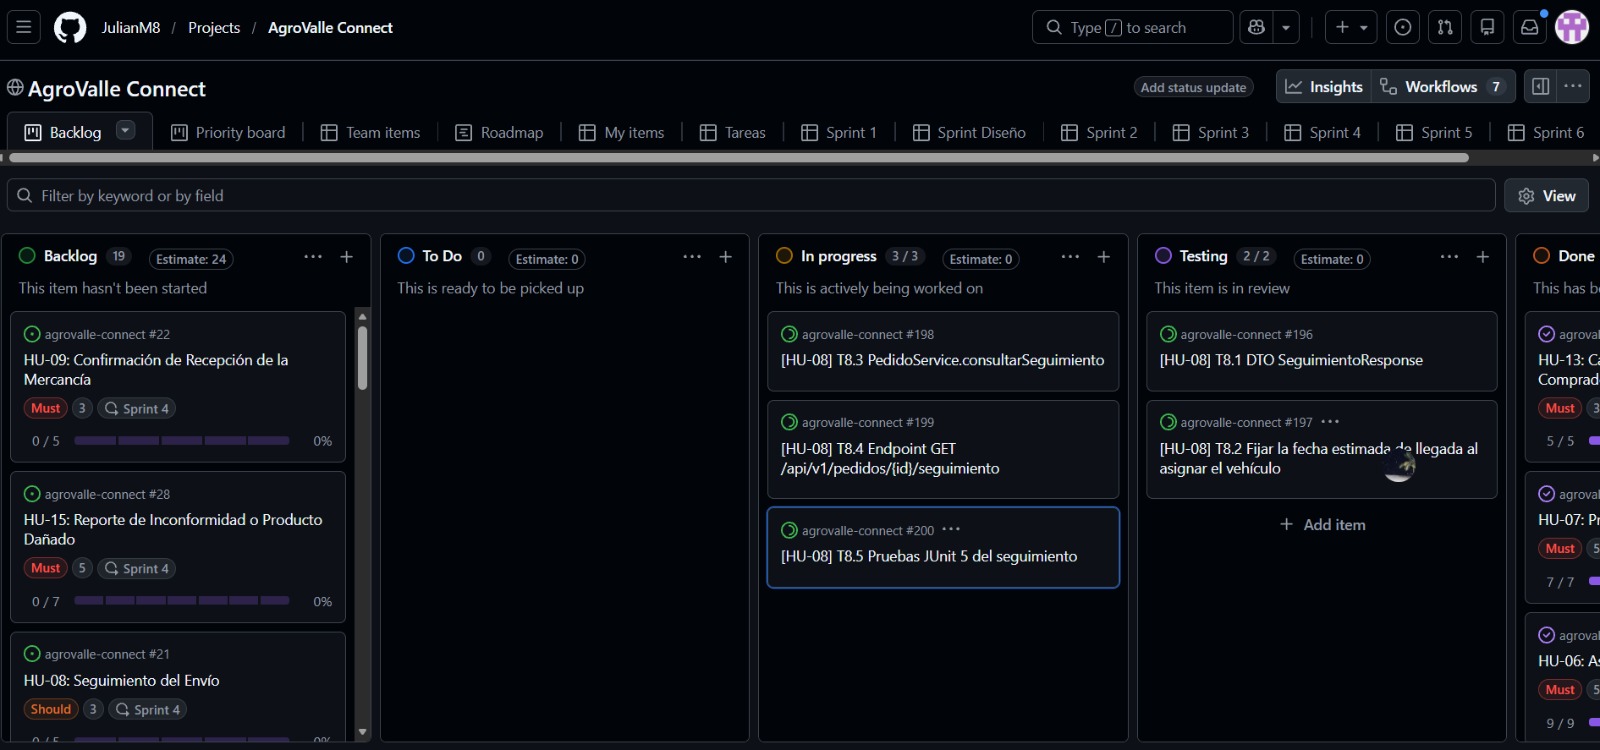 JulianM8 / Projects / AgroValle Connect
Type / to search
AgroValle Connect
Add status update
Insights
Workflows 7
Backlog
Priority board
Team items
Roadmap
My items
Tareas
Sprint 1
Sprint Diseño
Sprint 2
Sprint 3
Sprint 4
Sprint 5
Sprint 6
Filter by keyword or by field
View
Backlog 19 Estimate: 24
This item hasn't been started
agrovalle-connect #22
HU-09: Confirmación de Recepción de la
Mercancía
Must 3 Sprint 4
0 / 5 0%
agrovalle-connect #28
HU-15: Reporte de Inconformidad o Producto
Dañado
Must 5 Sprint 4
0 / 7 0%
agrovalle-connect #21
HU-08: Seguimiento del Envío
Should 3 Sprint 4
0 / 5 0%
To Do 0 Estimate: 0
This is ready to be picked up
In progress 3 / 3 Estimate: 0
This is actively being worked on
agrovalle-connect #198
[HU-08] T8.3 PedidoService.consultarSeguimiento
agrovalle-connect #199
[HU-08] T8.4 Endpoint GET
/api/v1/pedidos/{id}/seguimiento
agrovalle-connect #200
[HU-08] T8.5 Pruebas JUnit 5 del seguimiento
Testing 2 / 2 Estimate: 0
This item is in review
agrovalle-connect #196
[HU-08] T8.1 DTO SeguimientoResponse
agrovalle-connect #197
[HU-08] T8.2 Fijar la fecha estimada de llegada al
asignar el vehículo
Add item
Done
This has
HU-13:
Must
5 / 5
HU-07:
Must 5
7 / 7
HU-06:
Must 5
9 / 9